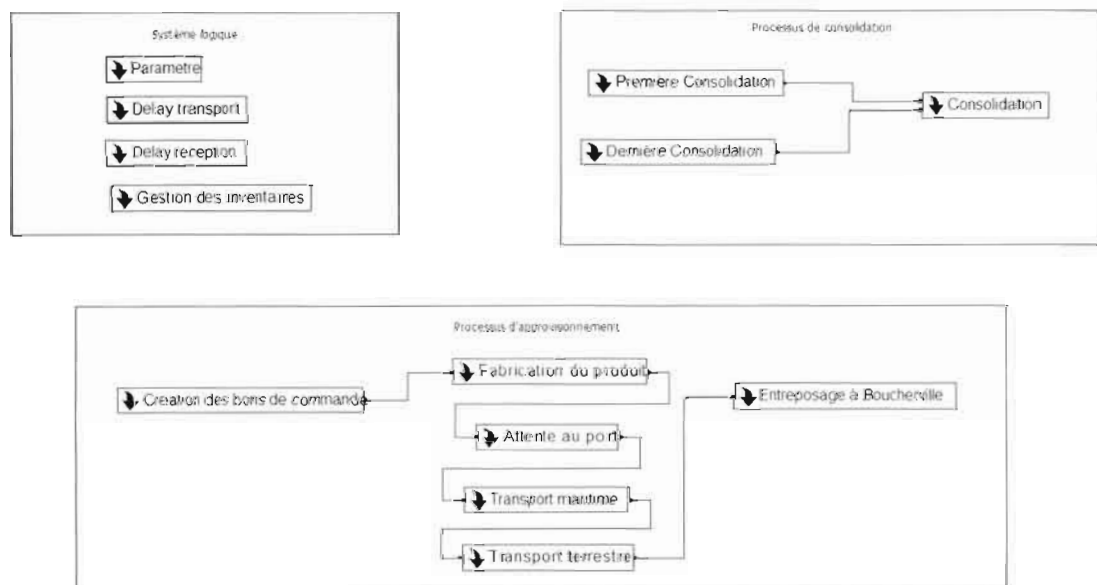 Système logique
Parametre
Delay transport
Delay reception
Gestion des inventaires
Processus de consolidation
Première Consolidation
Consolidation
Dernière Consolidation
Processus d'approvisionnement
Fabrication du produit
Creation des bons de commande
Entreposage à Boucherville
Attente au port
Transport maritime
Transport terrestre